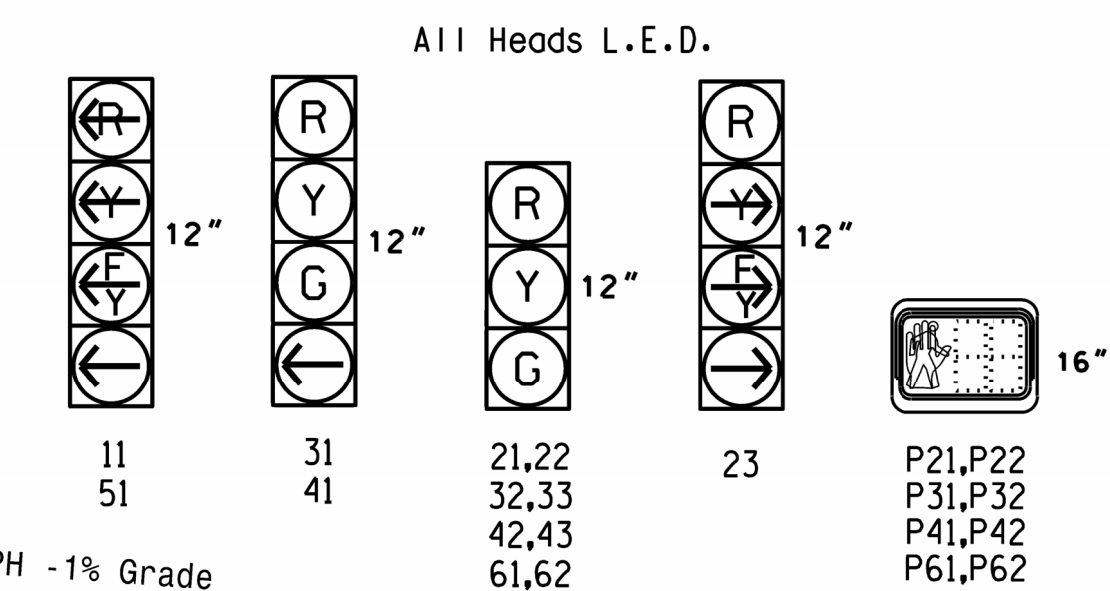 All Heads L.E.D.
R
Y
F
Y
12"
11
51
R
Y
G
12"
31
41
R
Y
G
12"
21,22
32,33
42,43
61,62
R
Y
F
Y
12"
23
16"
P21,P22
P31,P32
P41,P42
P61,P62
PH -1% Grade